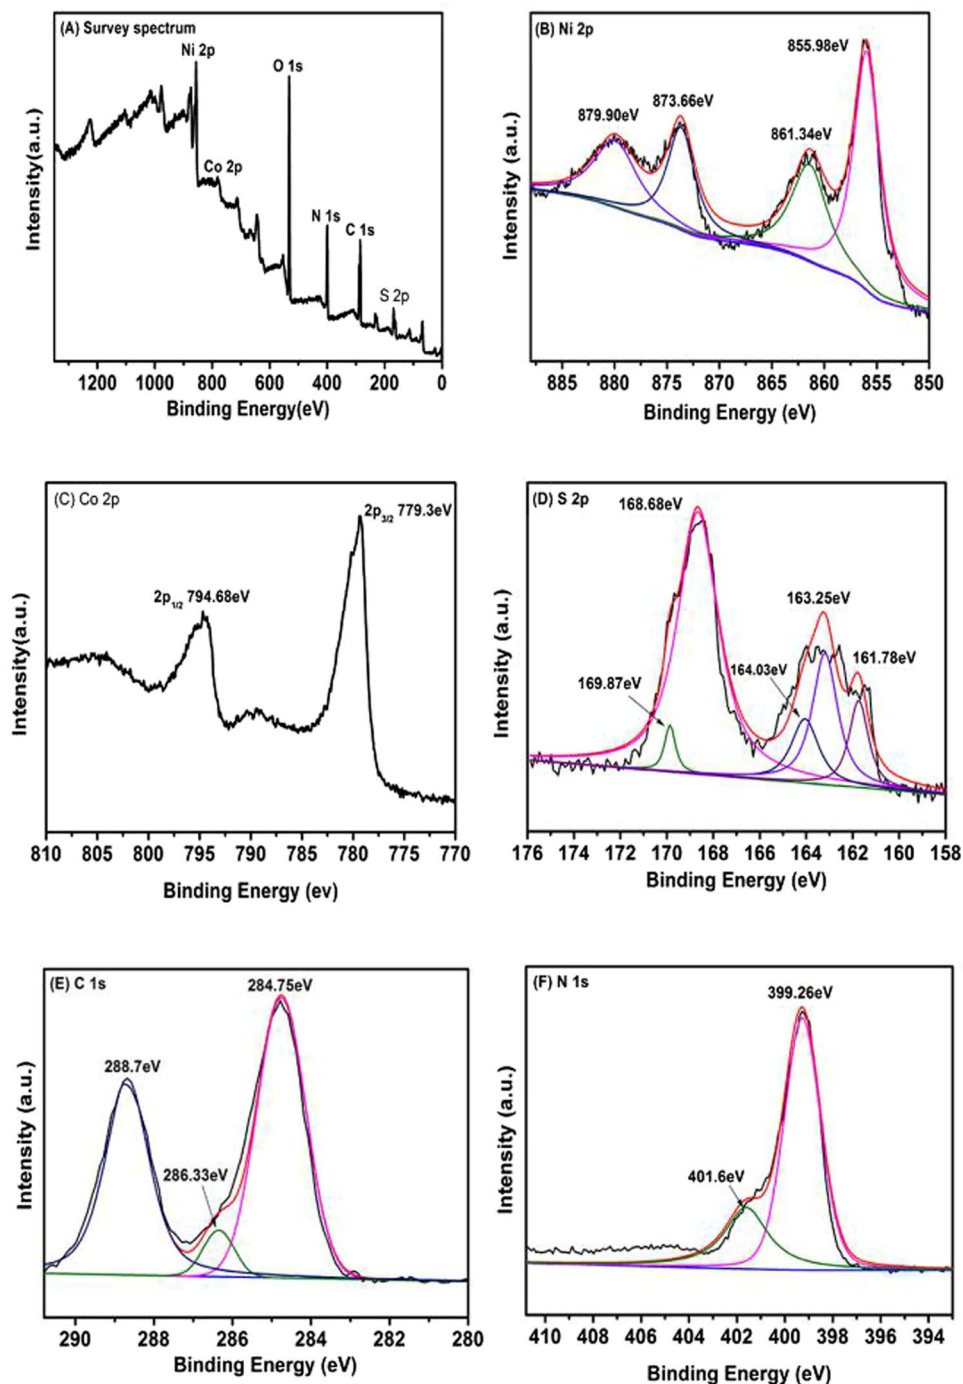 (A) Survey spectrum
Ni 2p
O 1s
Co 2p
N 1s
C 1s
S 2p
Intensity(a.u.)
1200 1000 800 600 400 200 0
Binding Energy(eV)
(B) Ni 2p
855.98eV
879.90eV
873.66eV
861.34eV
Intensity (a.u.)
885 880 875 870 865 860 855 850
Binding Energy (eV)
(C) Co 2p
2p3/2 779.3eV
2p1/2 794.68eV
Intensity(a.u.)
810 805 800 795 790 785 780 775 770
Binding Energy (ev)
(D) S 2p
168.68eV
163.25eV
164.03eV
161.78eV
169.87eV
Intensity (a.u.)
176 174 172 170 168 166 164 162 160 158
Binding Energy (eV)
(E) C 1s
284.75eV
288.7eV
286.33eV
Intensity (a.u.)
290 288 286 284 282 280
Binding Energy (eV)
(F) N 1s
399.26eV
401.6eV
Intensity (a.u.)
410 408 406 404 402 400 398 396 394
Binding Energy (eV)